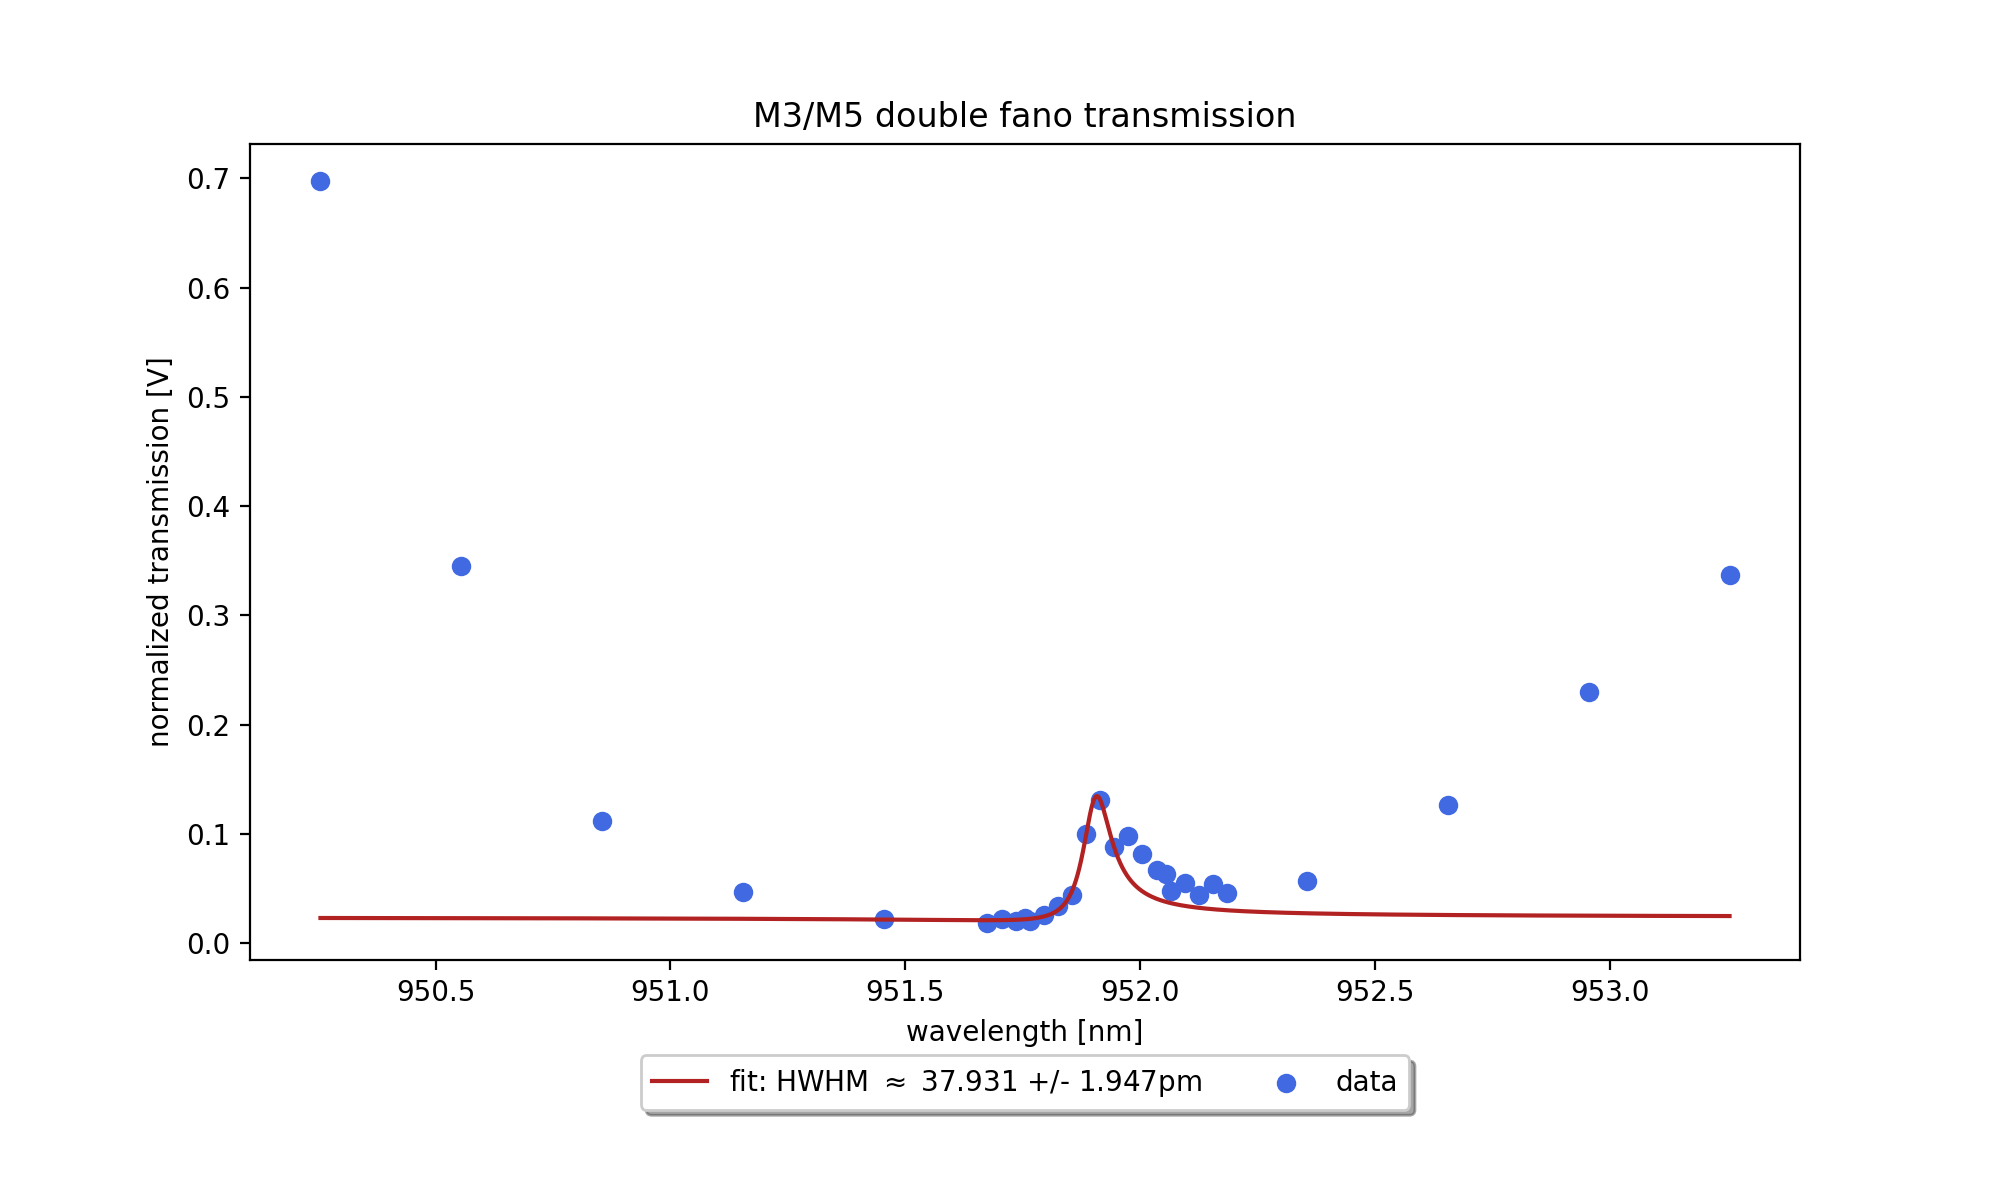 M3/M5 double fano transmission
normalized transmission [V]
0.7
0.6
0.5
0.4
0.3
0.2
0.1
0.0
950.5 951.0 951.5 952.0 952.5 953.0
wavelength [nm]
fit: HWHM ≈ 37.931 +/- 1.947pm data